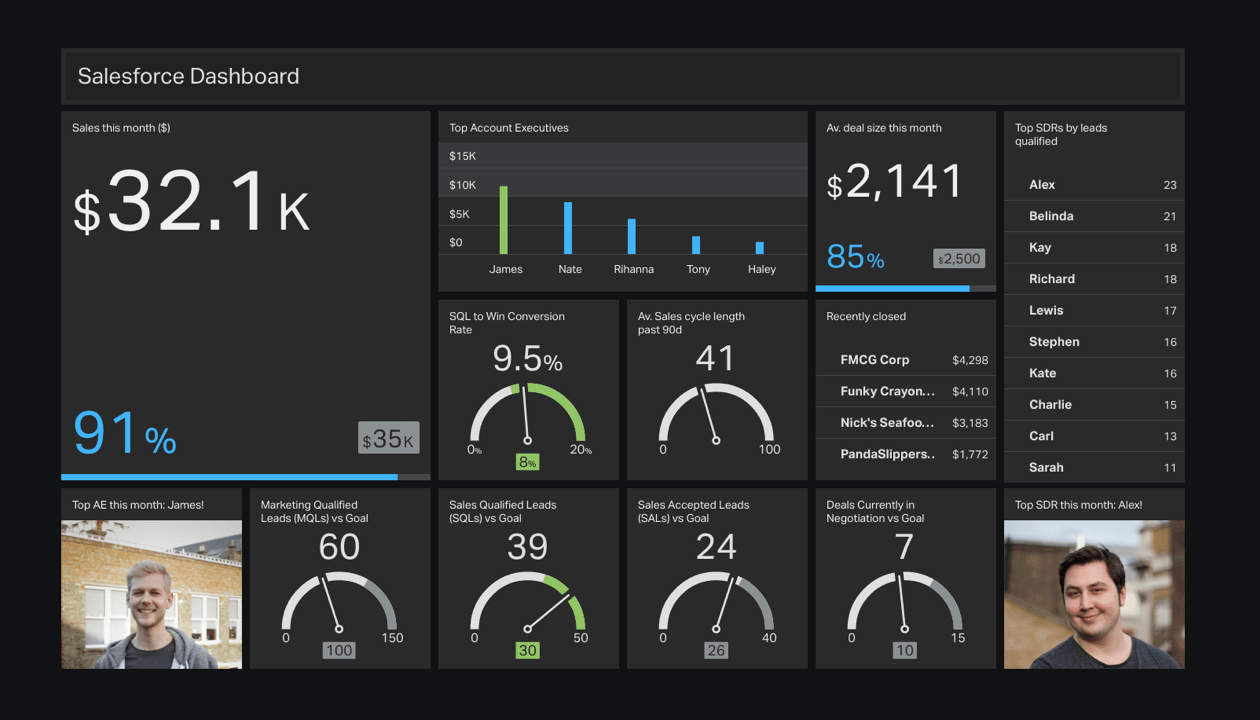 Salesforce Dashboard
Sales this month ($)
$32.1K
91%
$35K
Top Account Executives
$15K
$10K
$5K
$0
James Nate Rihanna Tony Haley
Av. deal size this month
$2,141
85%
$2,500
Top SDRs by leads
qualified
Alex 23
Belinda 21
Kay 18
Richard 18
Lewis 17
Stephen 16
Kate 16
Charlie 15
Carl 13
Sarah 11
SQL to Win Conversion
Rate
9.5%
0% 20%
8%
Av. Sales cycle length
past 90d
41
0 100
Recently closed
FMCG Corp $4,298
Funky Crayon... $4,110
Nick's Seafoo... $3,183
PandaSlippers.. $1,772
Top AE this month: James!
Marketing Qualified
Leads (MQLs) vs Goal
60
0 150
100
Sales Qualified Leads
(SQLs) vs Goal
39
0 50
30
Sales Accepted Leads
(SALs) vs Goal
24
0 40
26
Deals Currently in
Negotiation vs Goal
7
0 15
10
Top SDR this month: Alex!